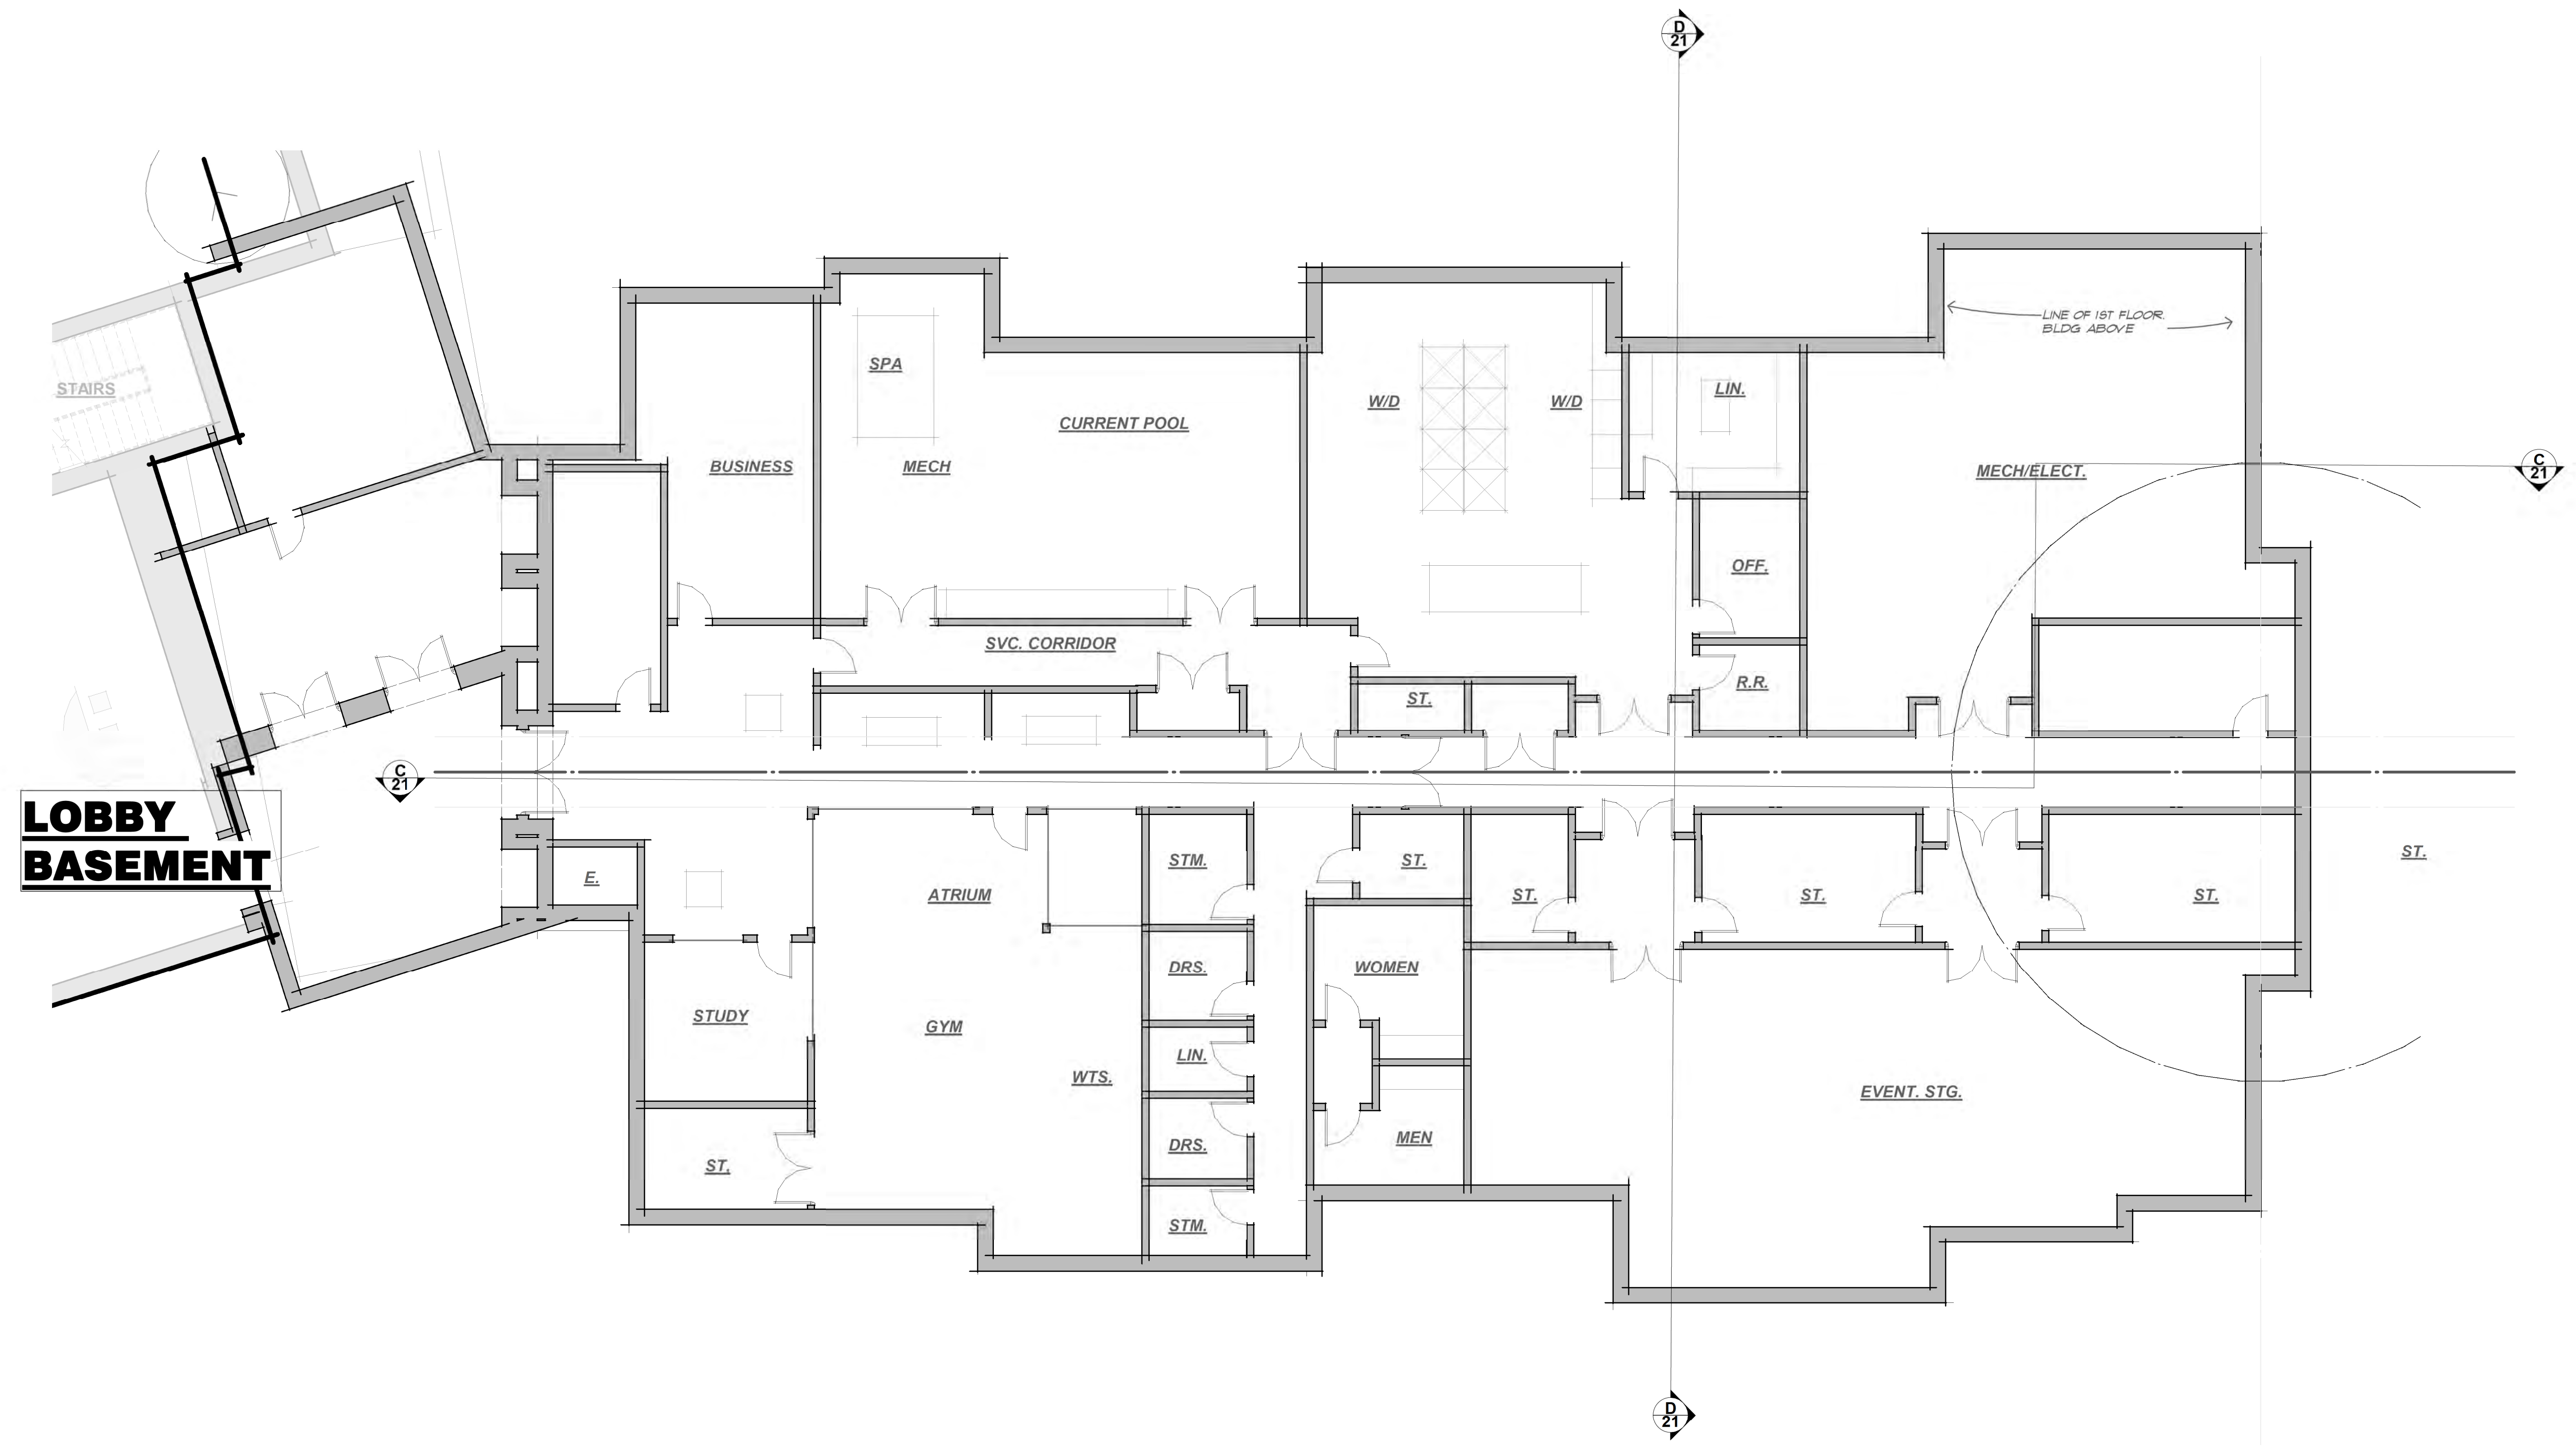 D
21
LINE OF 1ST FLOOR.
BLDG ABOVE
STAIRS
SPA
CURRENT POOL
W/D
W/D
LIN.
BUSINESS
MECH
MECH/ELECT.
C
21
OFF.
SVC. CORRIDOR
R.R.
ST.
C
21
LOBBY
BASEMENT
E.
ATRIUM
STM.
ST.
ST.
ST.
ST.
ST.
DRS.
WOMEN
STUDY
GYM
LIN.
WTS.
EVENT. STG.
DRS.
MEN
ST.
STM.
D
21